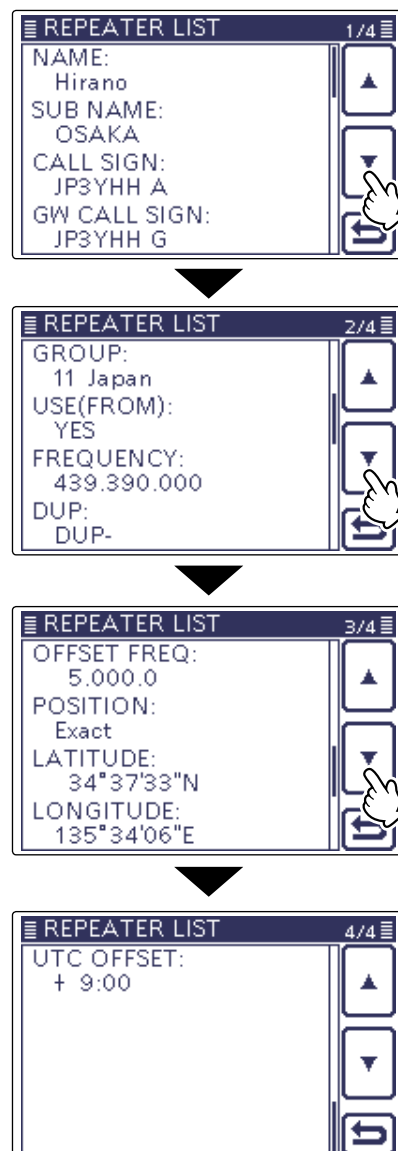 REPEATER LIST 1/4
NAME:
Hirano
SUB NAME:
OSAKA
CALL SIGN:
JP3YHH A
GW CALL SIGN:
JP3YHH G
REPEATER LIST 2/4
GROUP:
11 Japan
USE(FROM):
YES
FREQUENCY:
439.390.000
DUP:
DUP-
REPEATER LIST 3/4
OFFSET FREQ:
5.000.0
POSITION:
Exact
LATITUDE:
34°37'33"N
LONGITUDE:
135°34'06"E
REPEATER LIST 4/4
UTC OFFSET:
+ 9:00